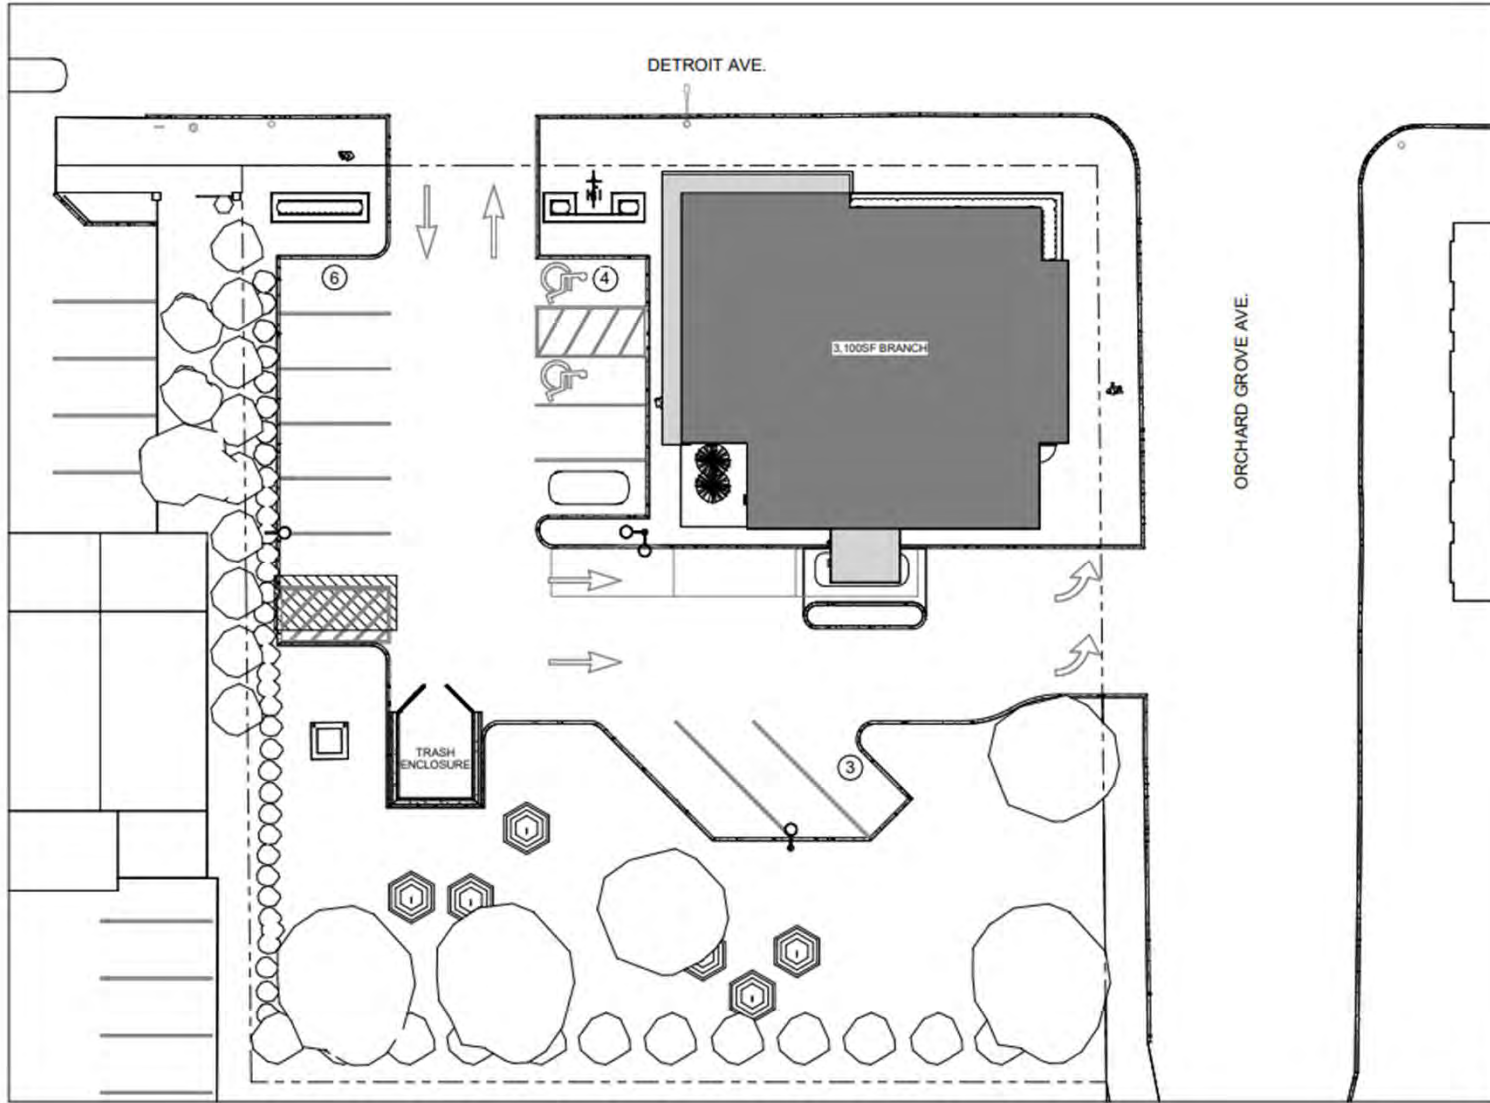 DETROIT AVE.
6
4
3,100SF BRANCH
ORCHARD GROVE AVE.
TRASH
ENCLOSURE
3